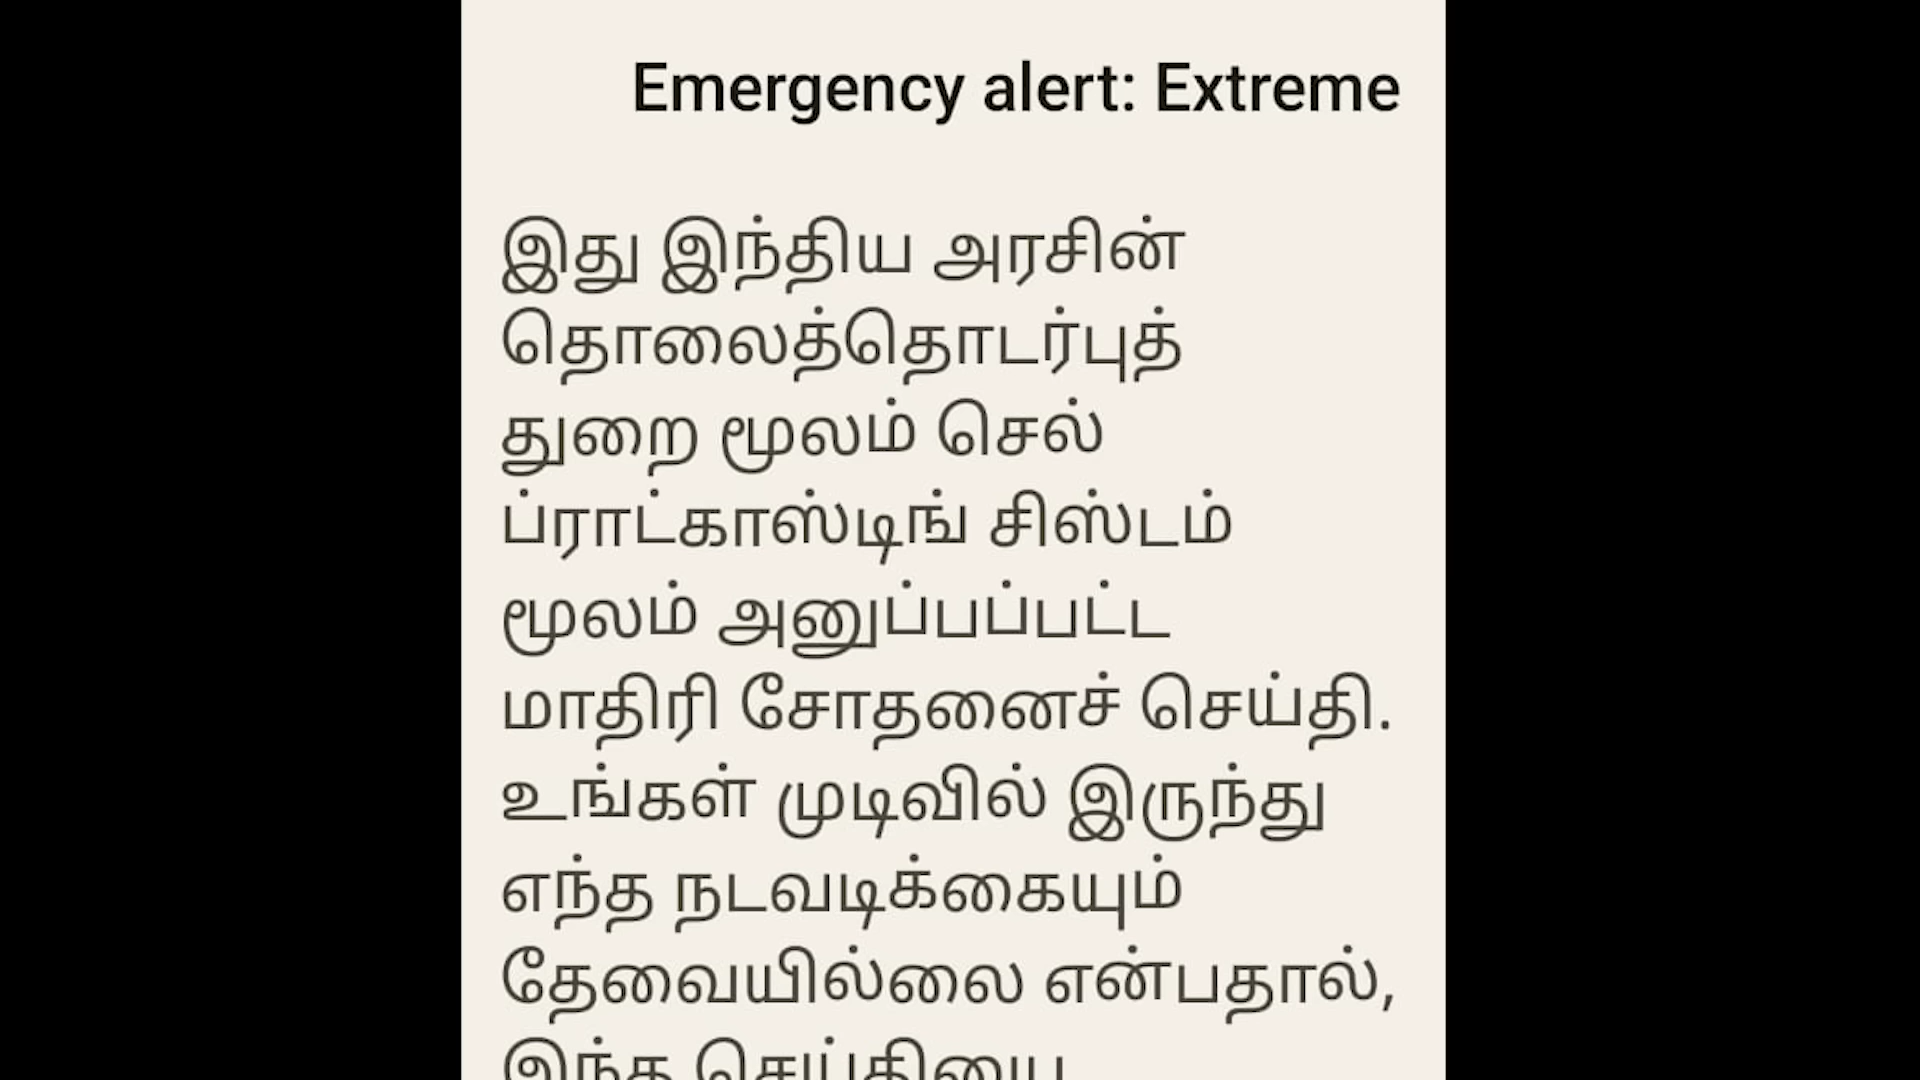 Emergency alert: Extreme
இது இந்திய அரசின்
தொலைத்தொடர்புத்
துறை மூலம் செல்
ப்ராட்காஸ்டிங் சிஸ்டம்
மூலம் அனுப்பப்பட்ட
மாதிரி சோதனைச் செய்தி.
உங்கள் முடிவில் இருந்து
எந்த நடவடிக்கையும்
தேவையில்லை என்பதால்,
இந்த செய்தியை